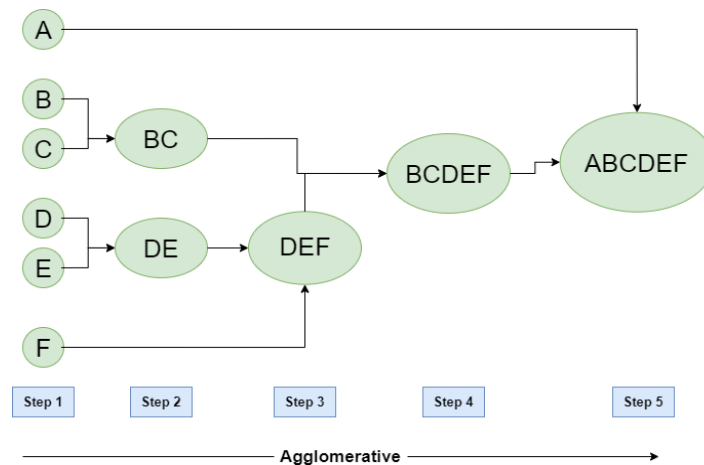 A
B
C
BC
D
E
DE
F
DEF
BCDEF
ABCDEF
Step 1
Step 2
Step 3
Step 4
Step 5
Agglomerative